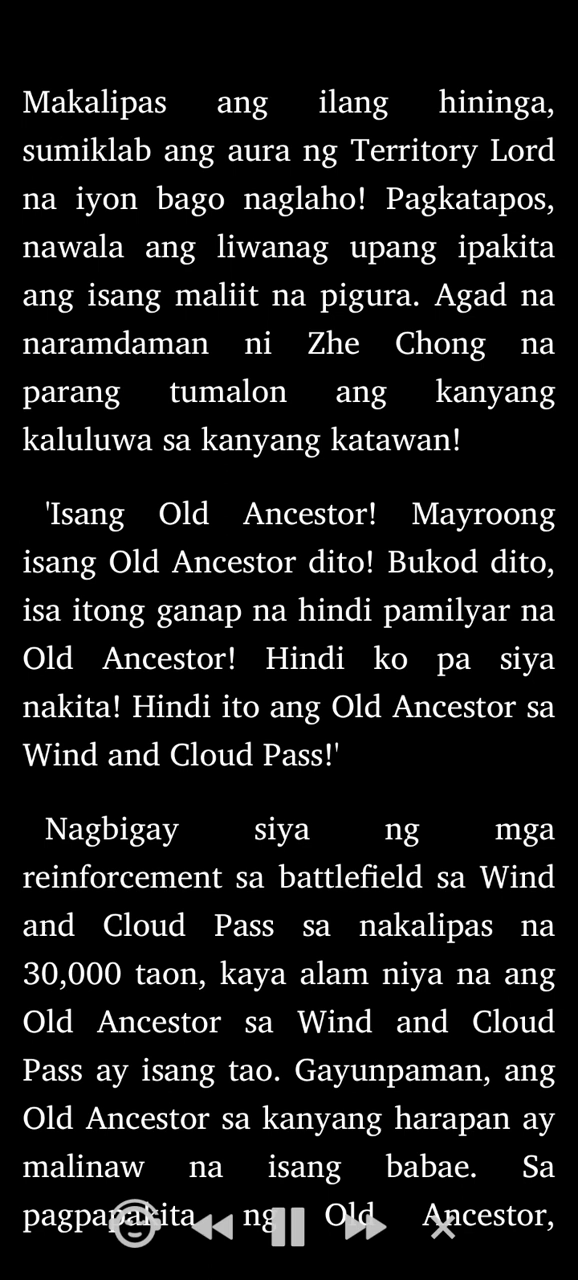 Makalipas ang ilang hininga,
sumiklab ang aura ng Territory Lord
na iyon bago naglaho! Pagkatapos,
nawala ang liwanag upang ipakita
ang isang maliit na pigura. Agad na
naramdaman ni Zhe Chong na
parang tumalon ang kanyang
kaluluwa sa kanyang katawan!
'Isang Old Ancestor! Mayroong
isang Old Ancestor dito! Bukod dito,
isa itong ganap na hindi pamilyar na
Old Ancestor! Hindi ko pa siya
nakita! Hindi ito ang Old Ancestor sa
Wind and Cloud Pass!'
Nagbigay siya ng mga
reinforcement sa battlefield sa Wind
and Cloud Pass sa nakalipas na
30,000 taon, kaya alam niya na ang
Old Ancestor sa Wind and Cloud
Pass ay isang tao. Gayunpaman, ang
Old Ancestor sa kanyang harapan ay
malinaw na isang babae. Sa
pagpapakita ng Old Ancestor,